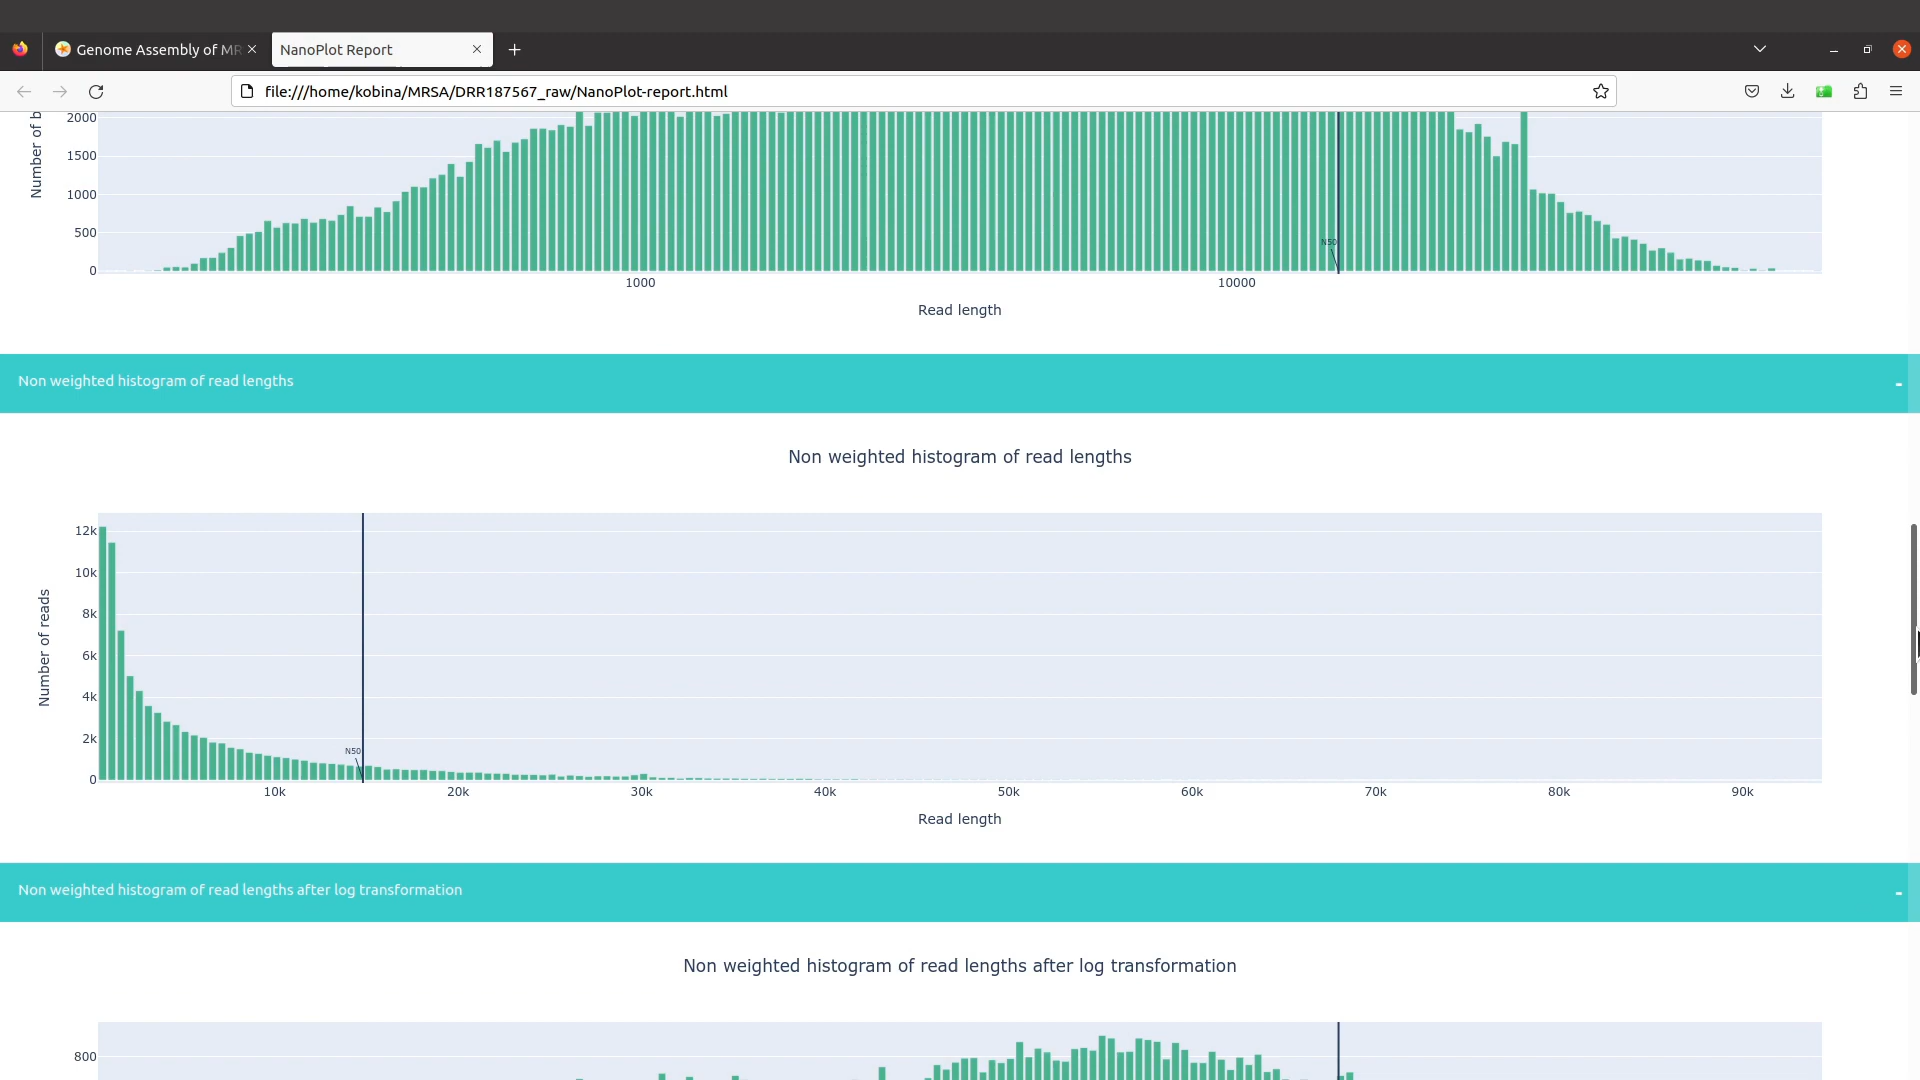 Genome Assembly of MR
NanoPlot Report
file:///home/kobina/MRSA/DRR187567_raw/NanoPlot-report.html
Number of b
2000
1500
1000
500
0
N50
1000
10000
Read length
Non weighted histogram of read lengths
-
Non weighted histogram of read lengths
Number of reads
12k
10k
8k
6k
4k
2k
0
N50
10k
20k
30k
40k
50k
60k
70k
80k
90k
Read length
Non weighted histogram of read lengths after log transformation
-
Non weighted histogram of read lengths after log transformation
800